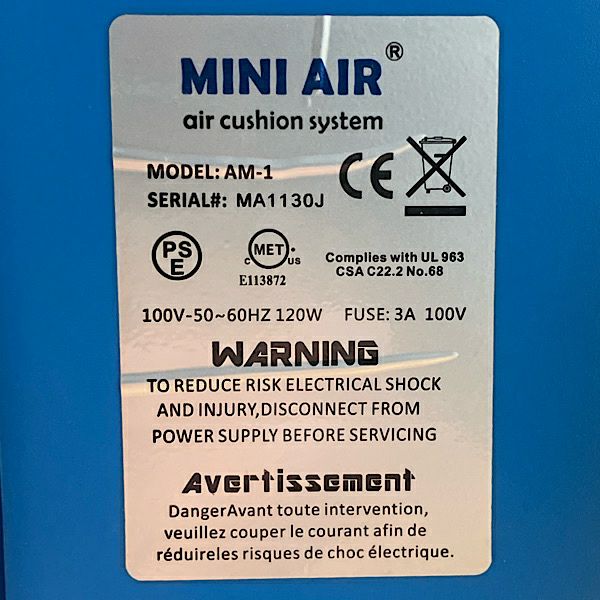 MINI AIR®
air cushion system
MODEL: AM-1
SERIAL#: MA1130J
CE
PS
E
MET
C US
E113872
Complies with UL 963
CSA C22.2 No.68
100V-50~60HZ 120W FUSE: 3A 100V
WARNING
TO REDUCE RISK ELECTRICAL SHOCK
AND INJURY,DISCONNECT FROM
POWER SUPPLY BEFORE SERVICING
Avertissement
DangerAvant toute intervention,
veuillez couper le courant afin de
réduireles risques de choc électrique.